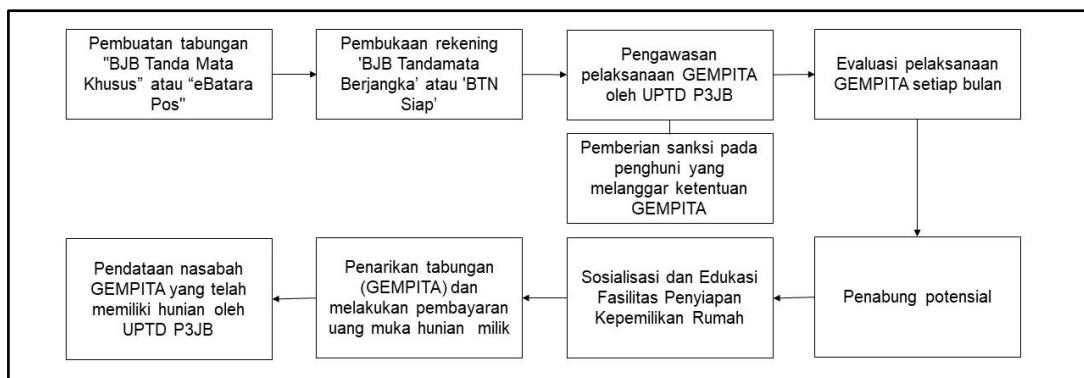 Pembuatan tabungan
"BJB Tanda Mata
Khusus” atau “eBatara
Pos"
Pembukaan rekening
'BJB Tandamata
Berjangka’ atau 'BTN
Siap’
Pengawasan
pelaksanaan GEMPITA
oleh UPTD P3JB
Evaluasi pelaksanaan
GEMPITA setiap bulan
Pemberian sanksi pada
penghuni yang
melanggar ketentuan
GEMPITA
Penabung potensial
Sosialisasi dan Edukasi
Fasilitas Penyiapan
Kepemilikan Rumah
Penarikan tabungan
(GEMPITA) dan
melakukan pembayaran
uang muka hunian milik
Pendataan nasabah
GEMPITA yang telah
memiliki hunian oleh
UPTD P3JB